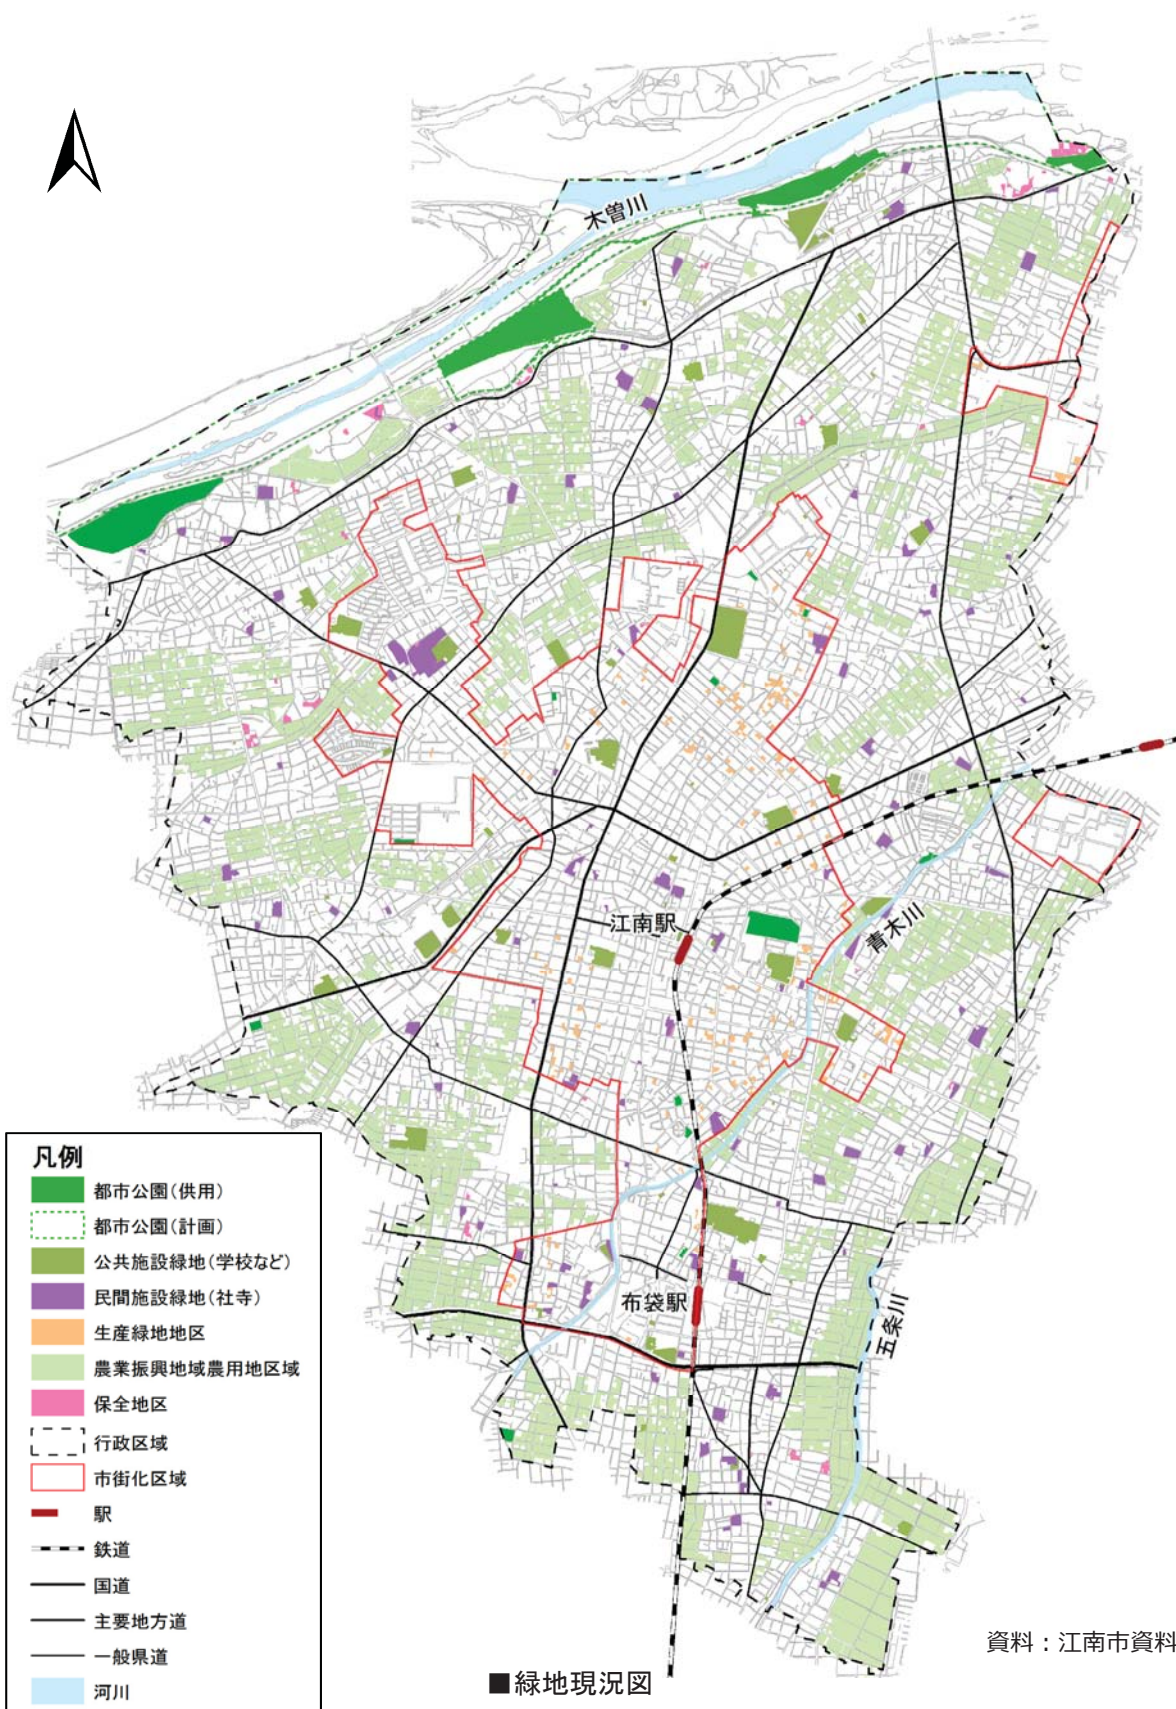 木曽川
江南駅
青木川
布袋駅
五条川
凡例
都市公園(供用)
都市公園(計画)
公共施設緑地(学校など)
民間施設緑地(社寺)
生産緑地地区
農業振興地域農用地区域
保全地区
行政区域
市街化区域
駅
鉄道
国道
主要地方道
一般県道
河川
資料:江南市資料
■緑地現況図